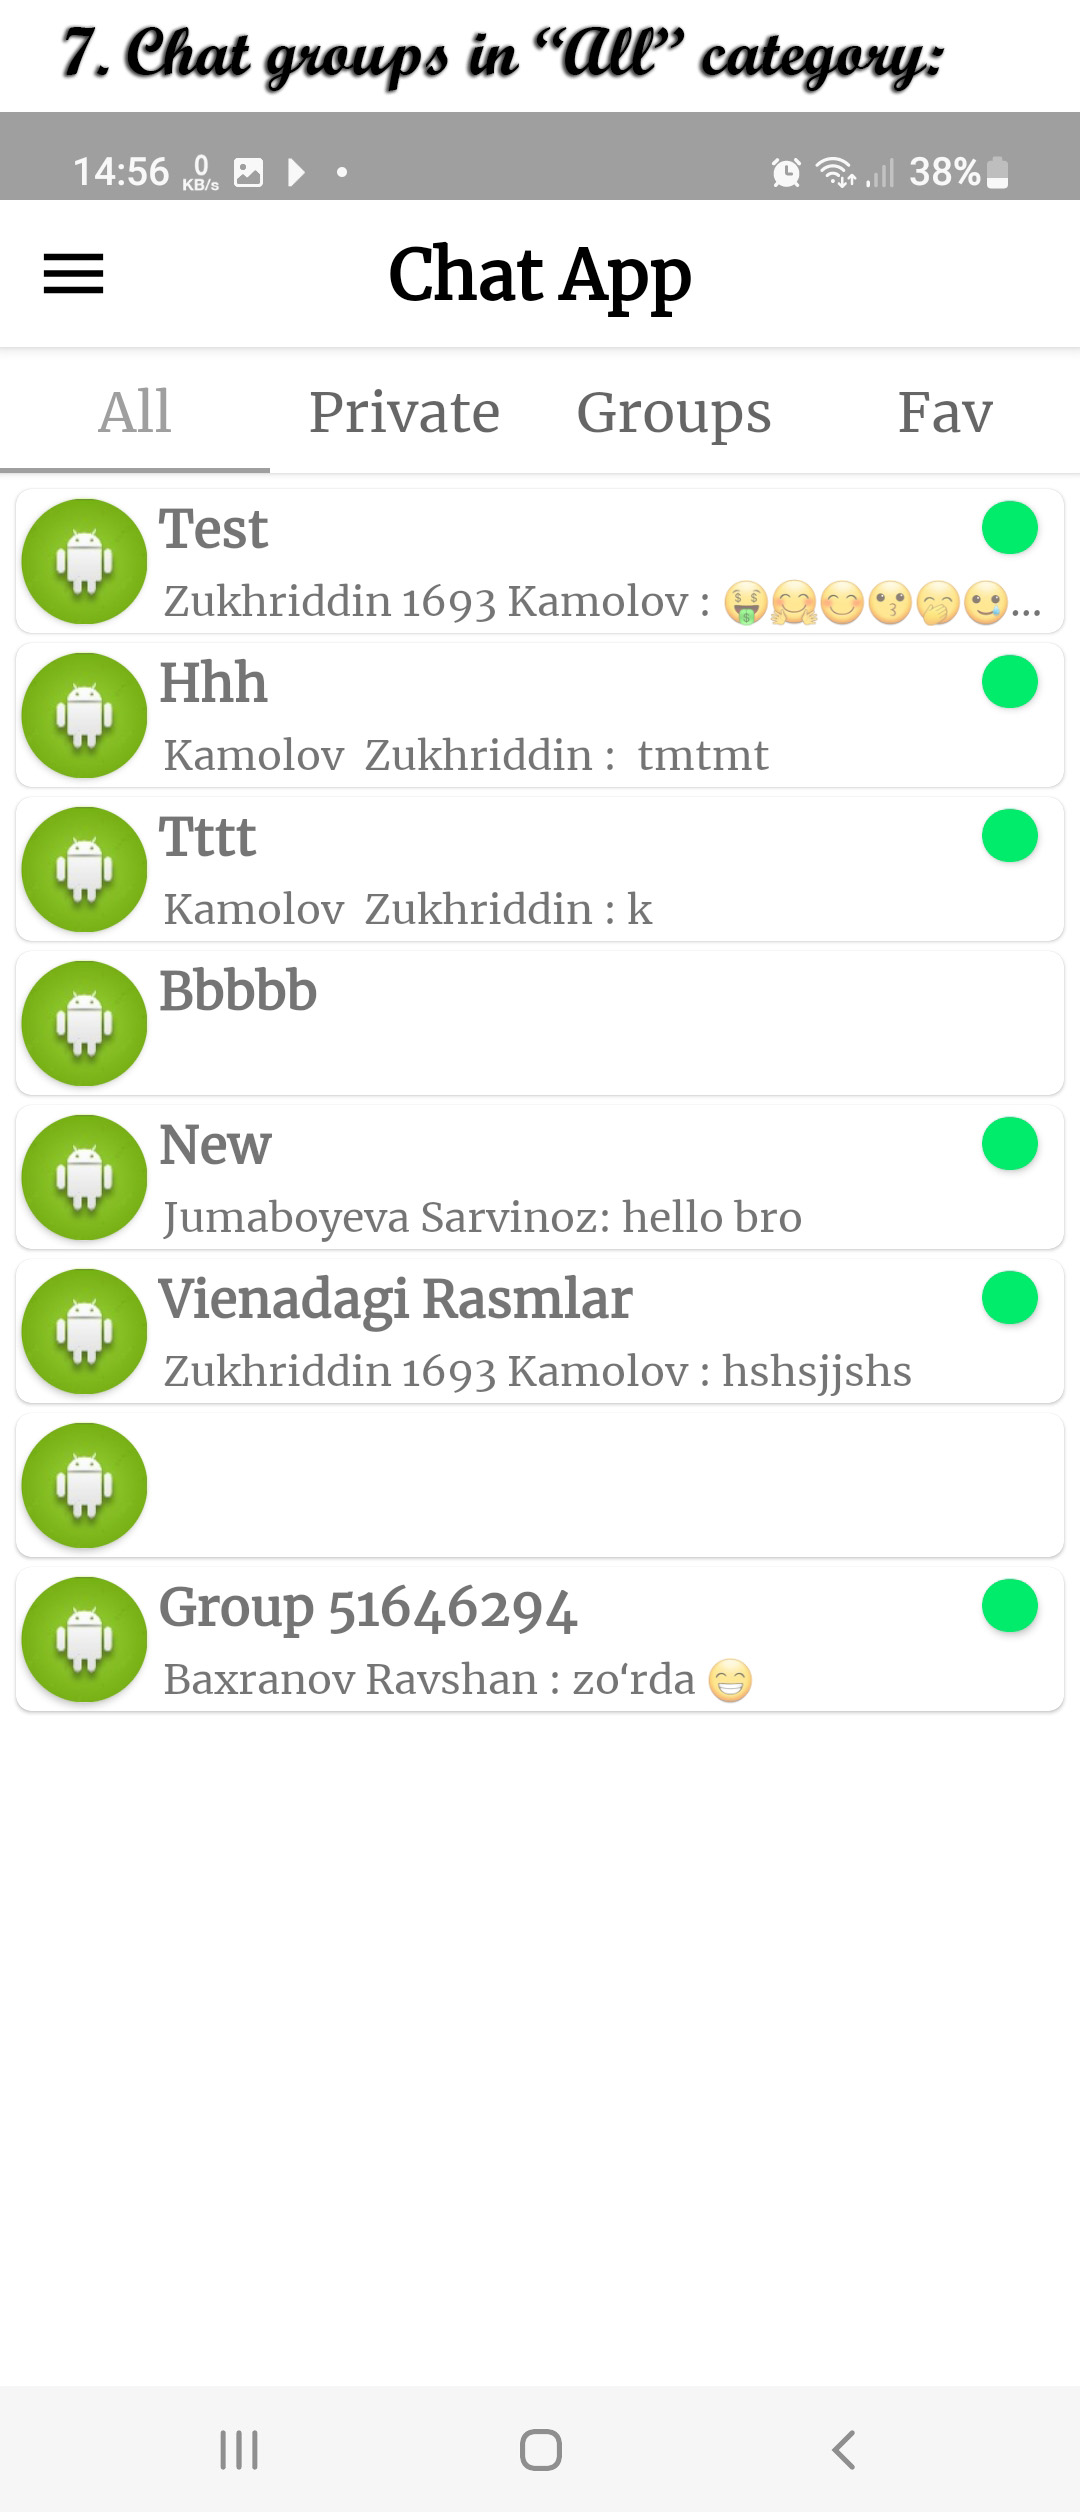 7. Chat groups in “All” category:
14:56 0 KB/s 38%
Chat App
All Private Groups Fav
Test
Zukhriddin 1693 Kamolov : 🤑🤗😊😗🤭🥲...
Hhh
Kamolov  Zukhriddin :  tmtmt
Tttt
Kamolov  Zukhriddin : k
Bbbbb
New
Jumaboyeva Sarvinoz: hello bro
Vienadagi Rasmlar
Zukhriddin 1693 Kamolov : hshsjjshs
Group 51646294
Baxranov Ravshan : zo‘rda 😁